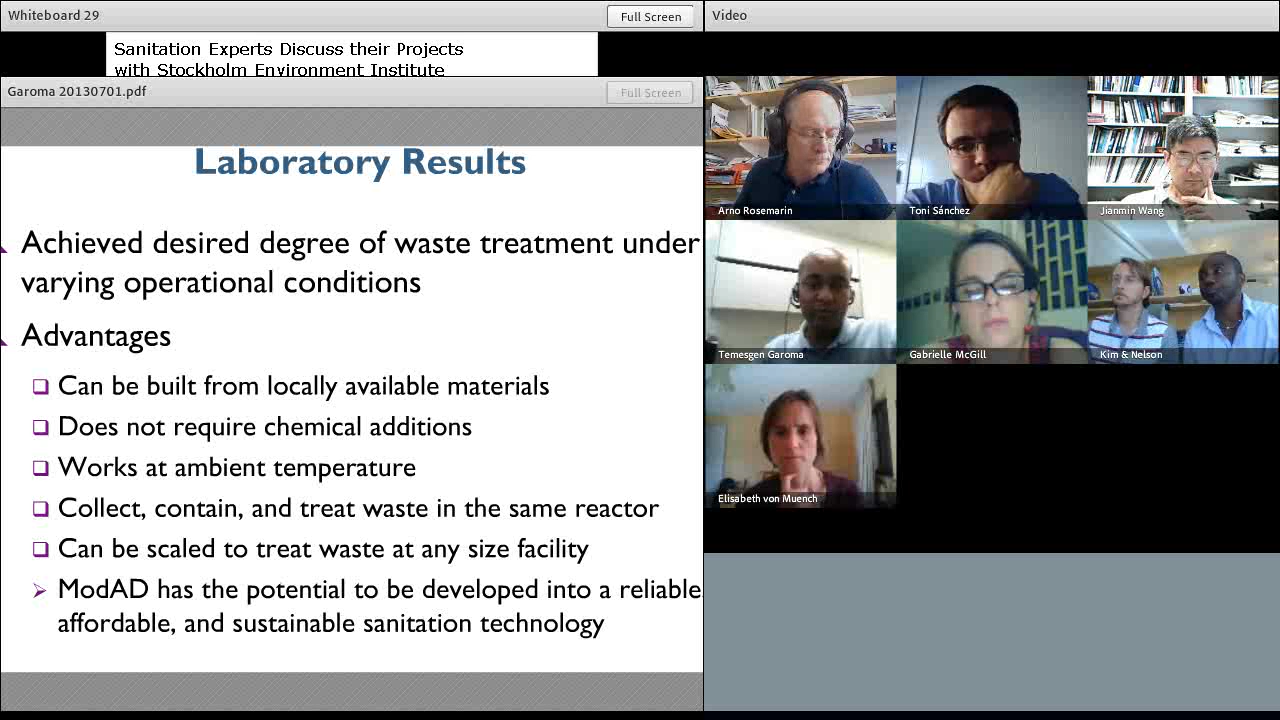 Whiteboard 29
Full Screen
Video
Sanitation Experts Discuss their Projects
with Stockholm Environment Institute
Garoma 20130701.pdf
Full Screen
Laboratory Results
Achieved desired degree of waste treatment under
varying operational conditions
Advantages
Can be built from locally available materials
Does not require chemical additions
Works at ambient temperature
Collect, contain, and treat waste in the same reactor
Can be scaled to treat waste at any size facility
ModAD has the potential to be developed into a reliable,
affordable, and sustainable sanitation technology
Arno Rosemarin
Toni Sánchez
Jianmin Wang
Temesgen Garoma
Gabrielle McGill
Kim & Nelson
Elisabeth von Muench